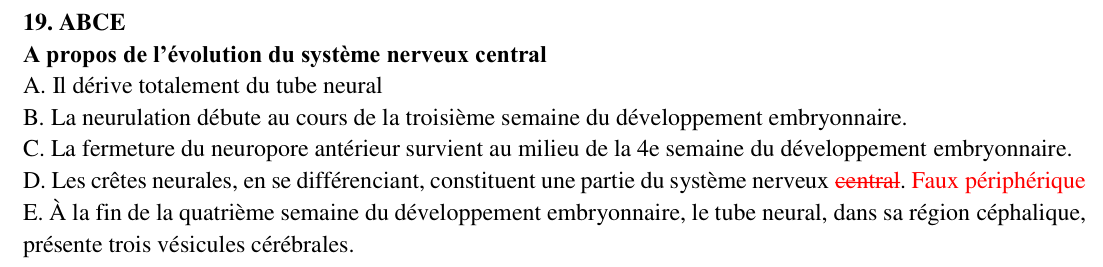 19. ABCE
A propos de l'évolution du système nerveux central
A. Il dérive totalement du tube neural
B. La neurulation débute au cours de la troisième semaine du développement embryonnaire.
C. La fermeture du neuropore antérieur survient au milieu de la 4e semaine du développement embryonnaire.
D. Les crêtes neurales, en se différenciant, constituent une partie du système nerveux central. Faux périphérique
E. À la fin de la quatrième semaine du développement embryonnaire, le tube neural, dans sa région céphalique,
présente trois vésicules cérébrales.